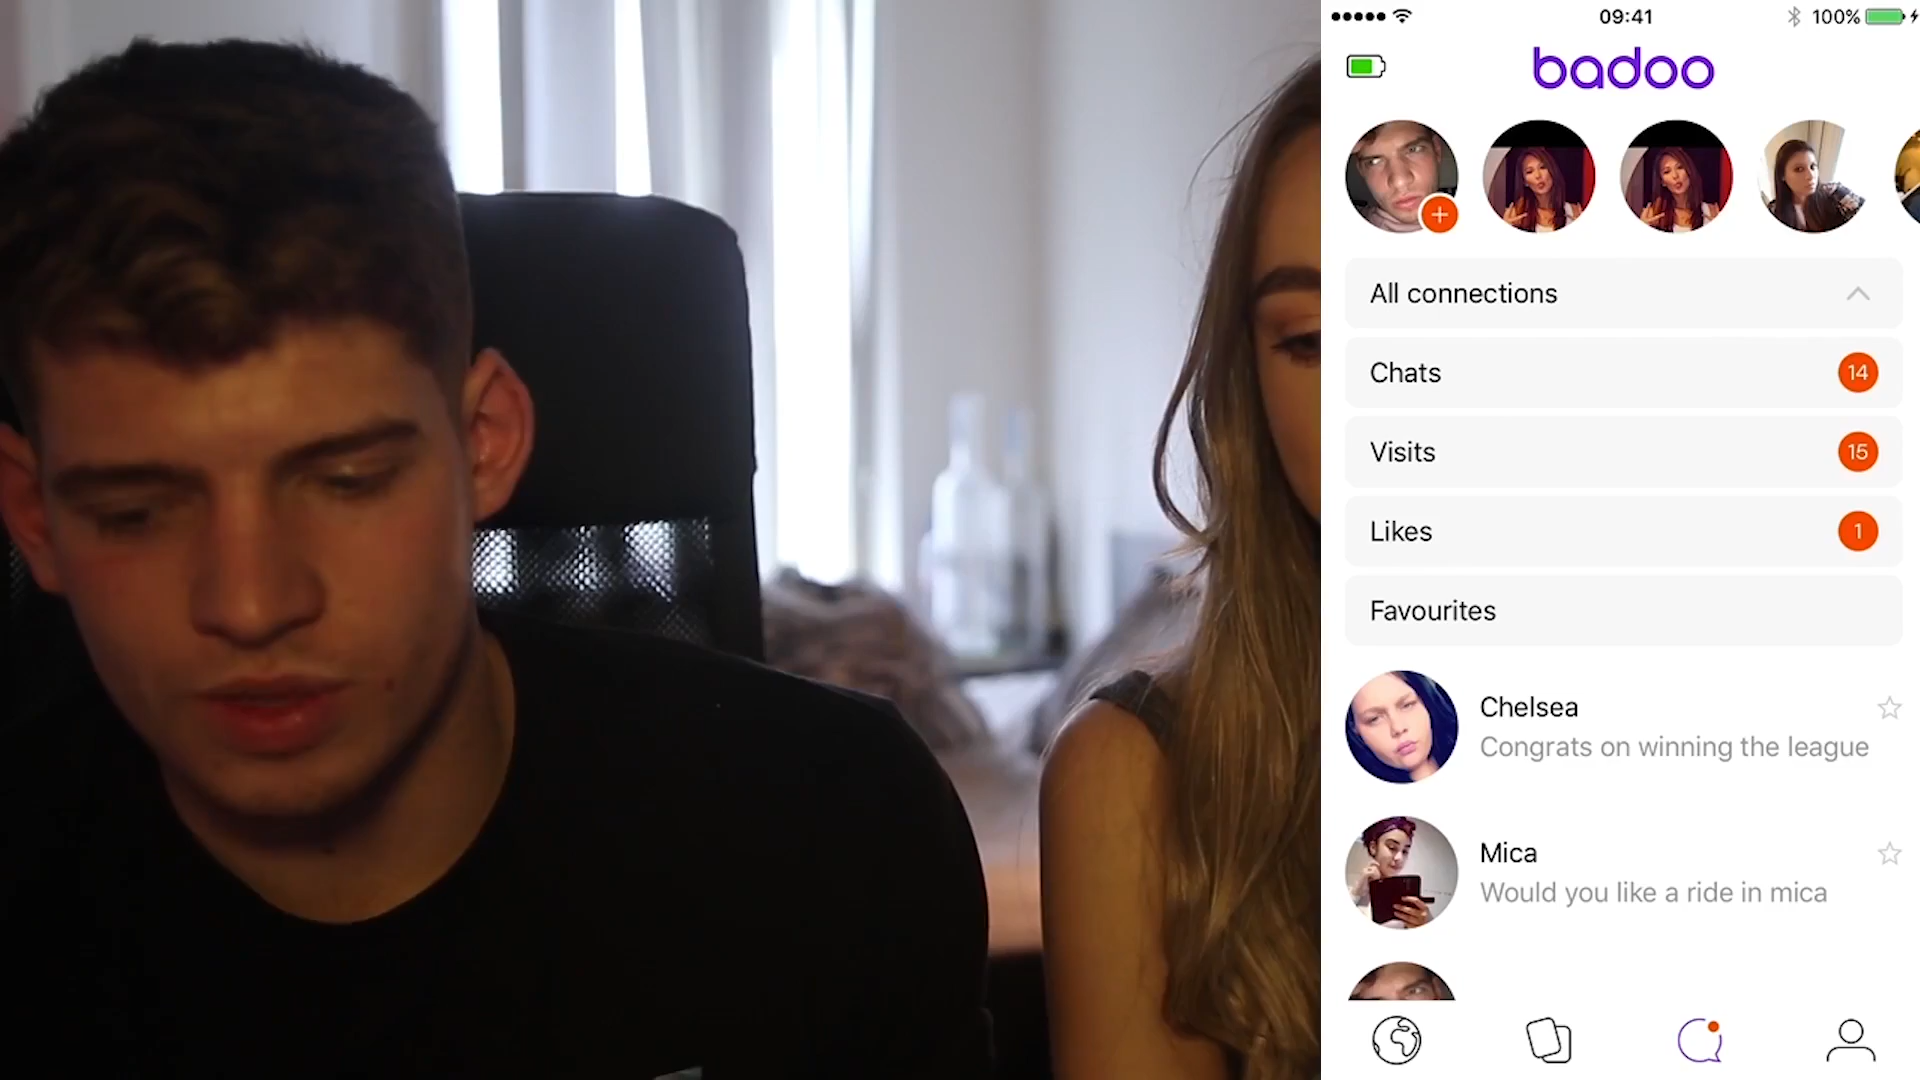 09:41
100%
badoo
All connections
Chats
14
Visits
15
Likes
1
Favourites
Chelsea
Congrats on winning the league
Mica
Would you like a ride in mica